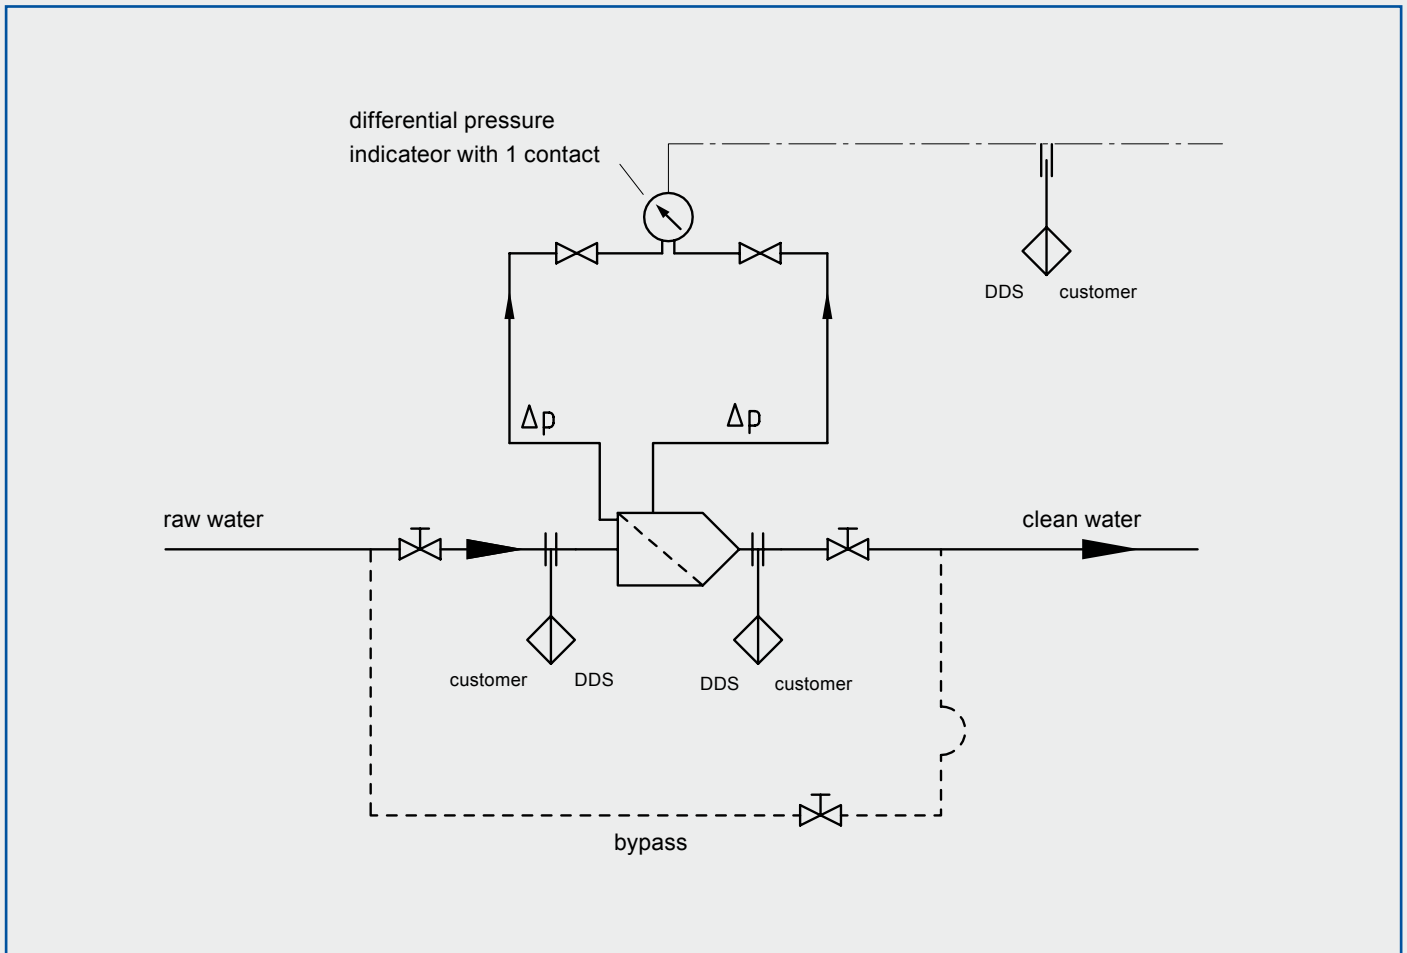 differential pressure
indicateor with 1 contact
DDS customer
Δp
Δp
raw water
clean water
customer DDS
DDS customer
bypass